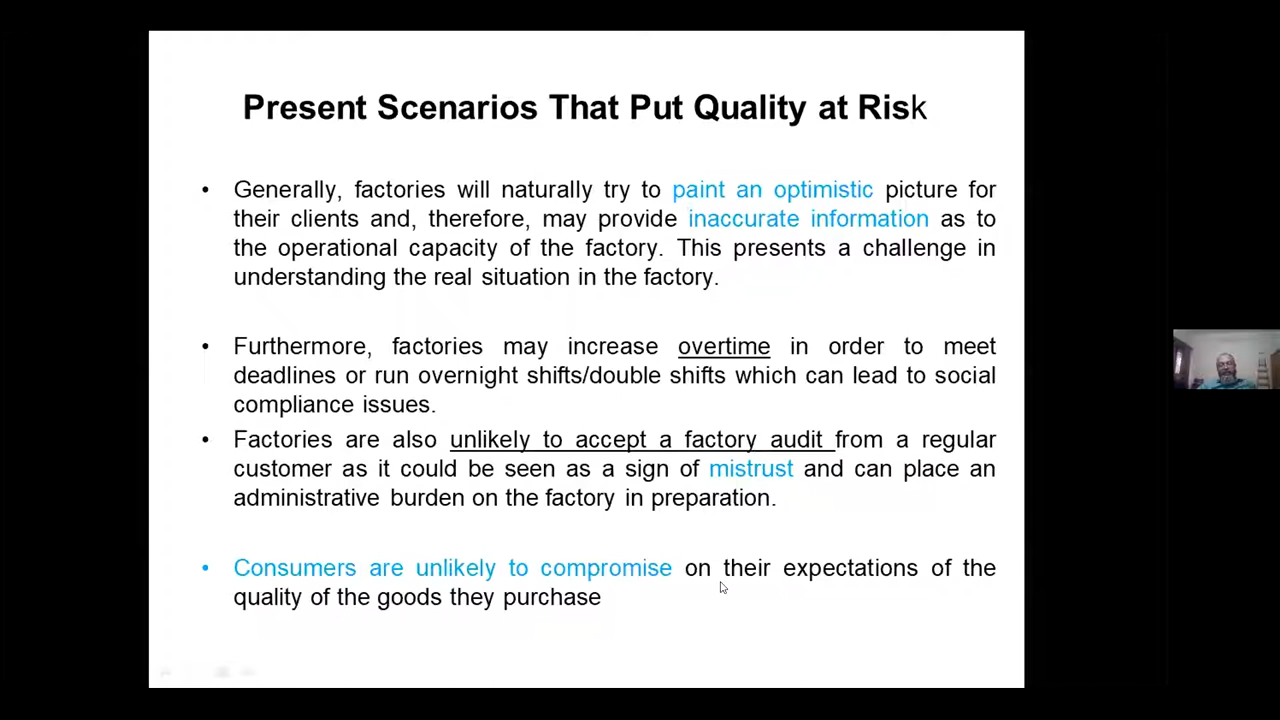 Present Scenarios That Put Quality at Risk
• Generally, factories will naturally try to paint an optimistic picture for
their clients and, therefore, may provide inaccurate information as to
the operational capacity of the factory. This presents a challenge in
understanding the real situation in the factory.
• Furthermore, factories may increase overtime in order to meet
deadlines or run overnight shifts/double shifts which can lead to social
compliance issues.
• Factories are also unlikely to accept a factory audit from a regular
customer as it could be seen as a sign of mistrust and can place an
administrative burden on the factory in preparation.
• Consumers are unlikely to compromise on their expectations of the
quality of the goods they purchase